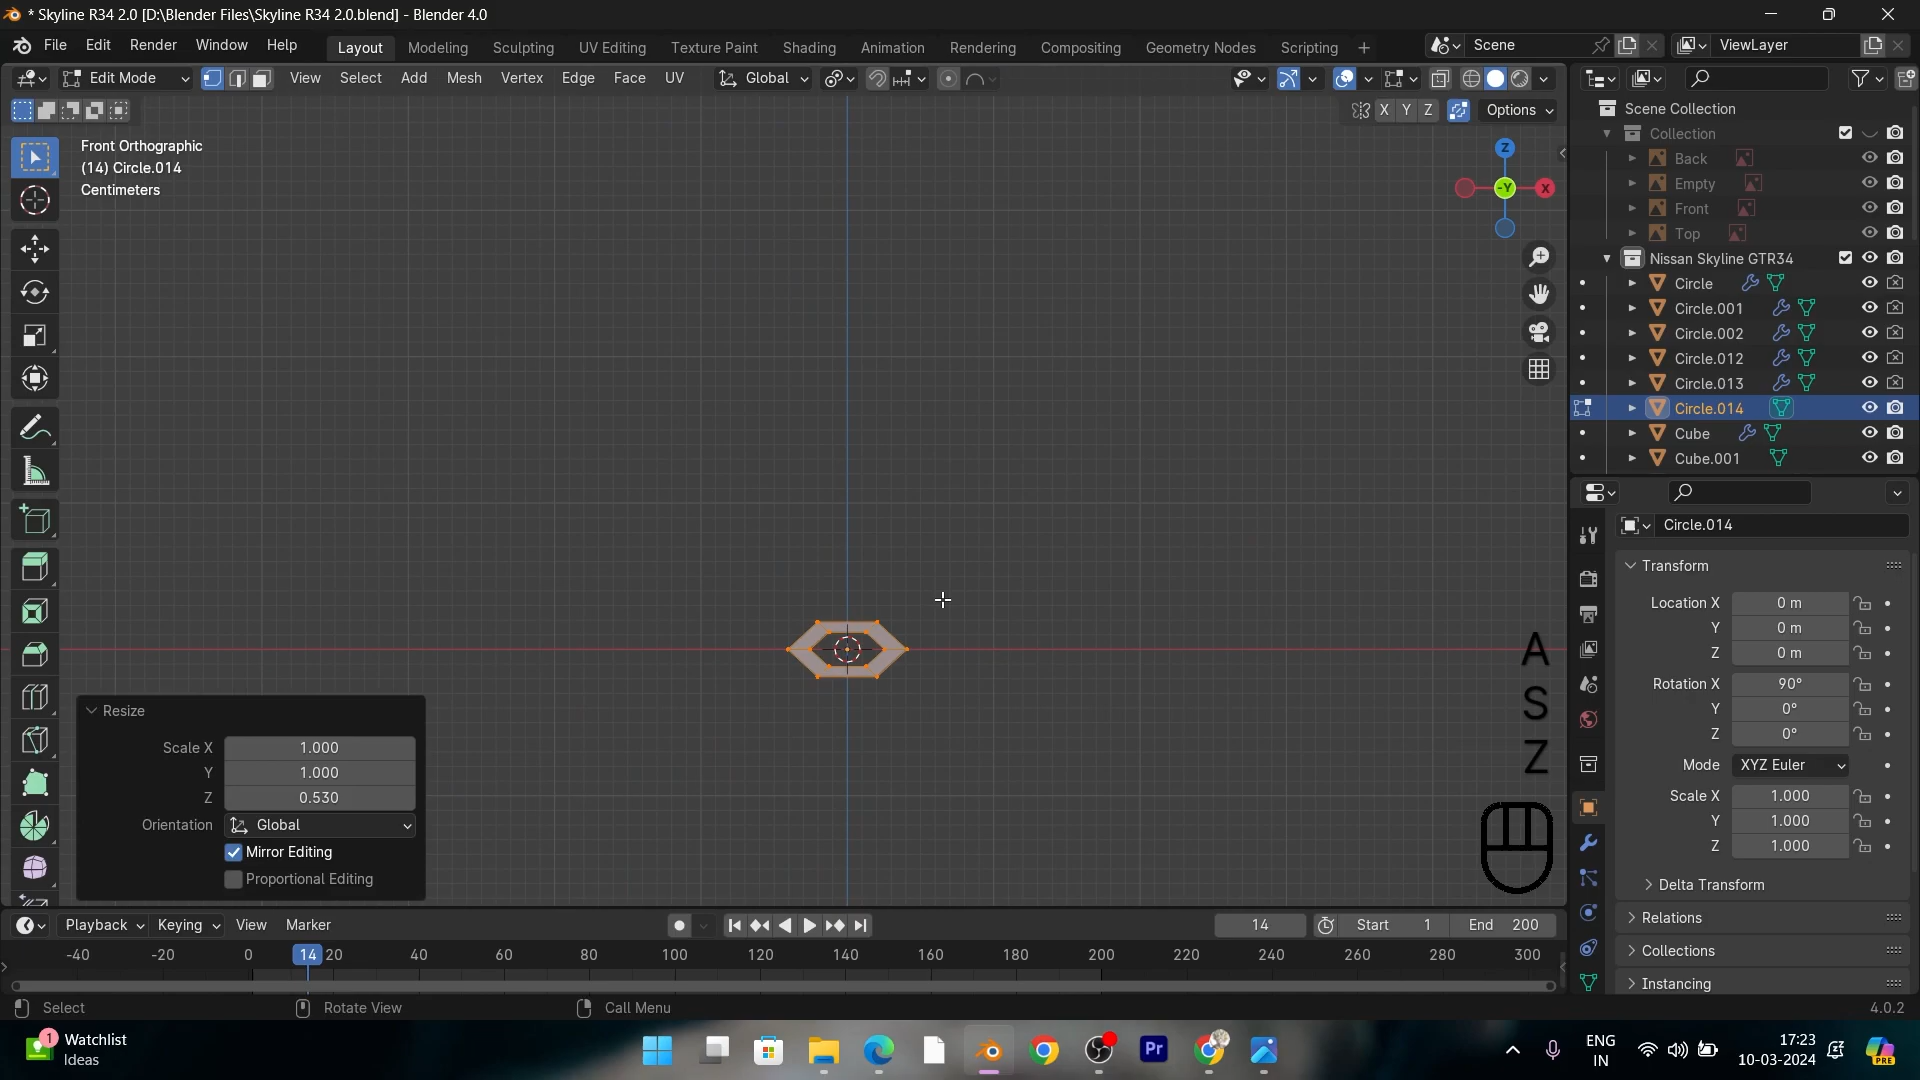 * Skyline R34 2.0 [D:\Blender Files\Skyline R34 2.0.blend] - Blender 4.0
File Edit Render Window Help Layout Modeling Sculpting UV Editing Texture Paint Shading Animation Rendering Compositing Geometry Nodes Scripting + Scene ViewLayer
Edit Mode View Select Add Mesh Vertex Edge Face UV Global
X Y Z Options
Front Orthographic
(14) Circle.014
Centimeters
Z
-Y
X
A
S
Z
Resize
Scale X 1.000
Y 1.000
Z 0.530
Orientation Global
Mirror Editing
Proportional Editing
Scene Collection
Collection
Back
Empty
Front
Top
Nissan Skyline GTR34
Circle
Circle.001
Circle.002
Circle.012
Circle.013
Circle.014
Cube
Cube.001
Circle.014
Transform
Location X 0 m
Y 0 m
Z 0 m
Rotation X 90°
Y 0°
Z 0°
Mode XYZ Euler
Scale X 1.000
Y 1.000
Z 1.000
Delta Transform
Relations
Collections
Instancing
Playback Keying View Marker 14 Start 1 End 200
-40 -20 0 14 20 40 60 80 100 120 140 160 180 200 220 240 260 280 300
Select Rotate View Call Menu 4.0.2
1 Watchlist
Ideas
Pr
ENG
IN
17:23
10-03-2024
PRE